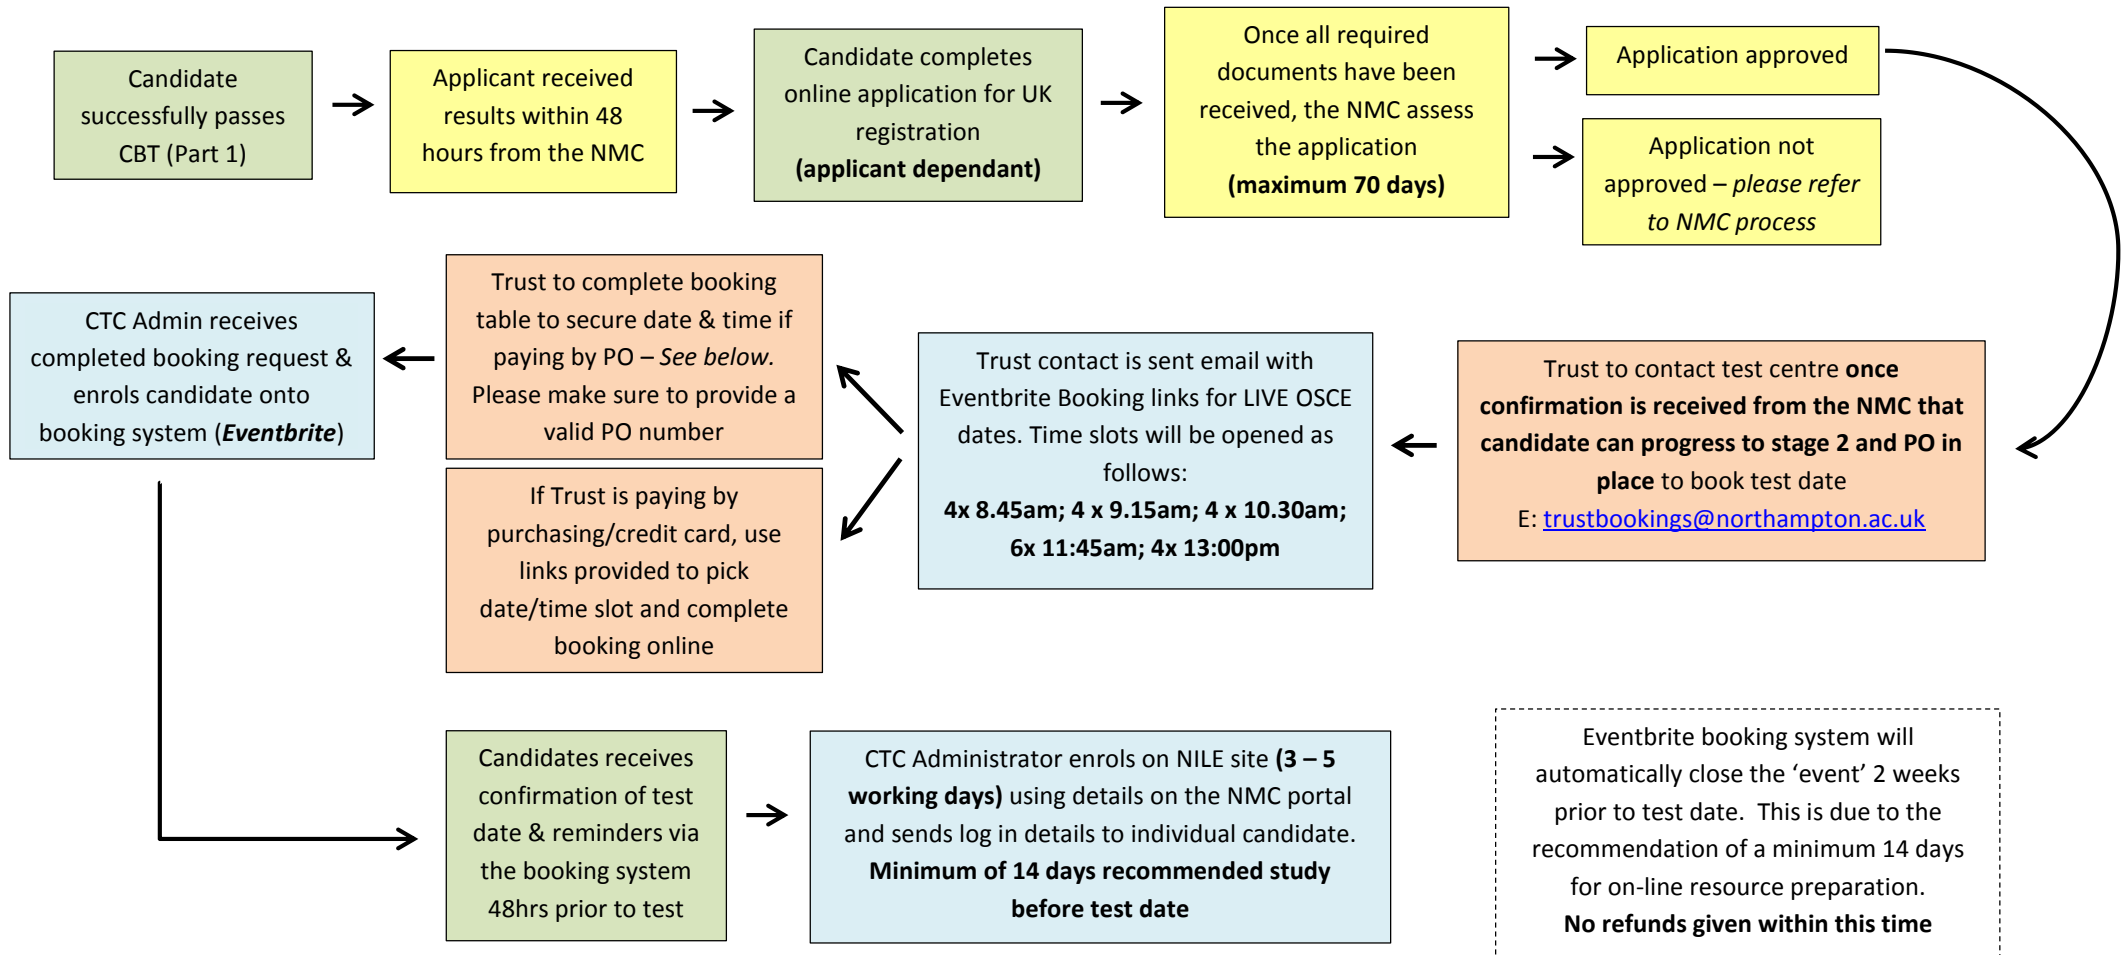 Candidate
successfully passes
CBT (Part 1)
Applicant received
results within 48
hours from the NMC
Candidate completes
online application for UK
registration
(applicant dependant)
Once all required
documents have been
received, the NMC assess
the application
(maximum 70 days)
Application approved
Application not
approved – please refer
to NMC process
Trust to contact test centre once
confirmation is received from the NMC that
candidate can progress to stage 2 and PO in
place to book test date
E: trustbookings@northampton.ac.uk
Trust contact is sent email with
Eventbrite Booking links for LIVE OSCE
dates. Time slots will be opened as
follows:
4x 8.45am; 4 x 9.15am; 4 x 10.30am;
6x 11:45am; 4x 13:00pm
Trust to complete booking
table to secure date & time if
paying by PO – See below.
Please make sure to provide a
valid PO number
If Trust is paying by
purchasing/credit card, use
links provided to pick
date/time slot and complete
booking online
CTC Admin receives
completed booking request &
enrols candidate onto
booking system (Eventbrite)
Candidates receives
confirmation of test
date & reminders via
the booking system
48hrs prior to test
CTC Administrator enrols on NILE site (3 – 5
working days) using details on the NMC portal
and sends log in details to individual candidate.
Minimum of 14 days recommended study
before test date
Eventbrite booking system will
automatically close the ‘event’ 2 weeks
prior to test date.  This is due to the
recommendation of a minimum 14 days
for on-line resource preparation.
No refunds given within this time